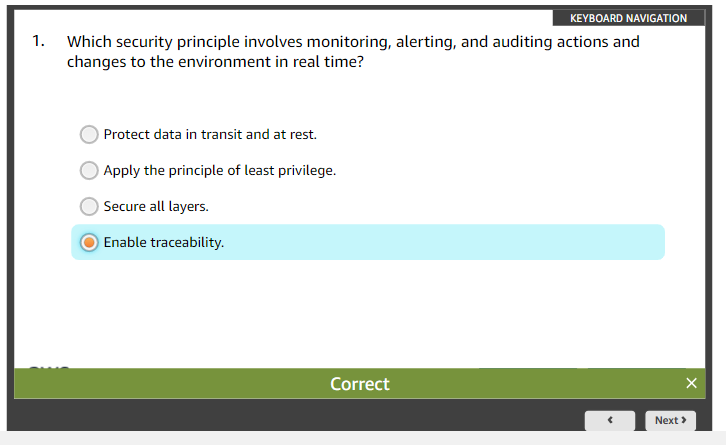 KEYBOARD NAVIGATION
1. Which security principle involves monitoring, alerting, and auditing actions and
changes to the environment in real time?
Protect data in transit and at rest.
Apply the principle of least privilege.
Secure all layers.
Enable traceability.
Correct
Next